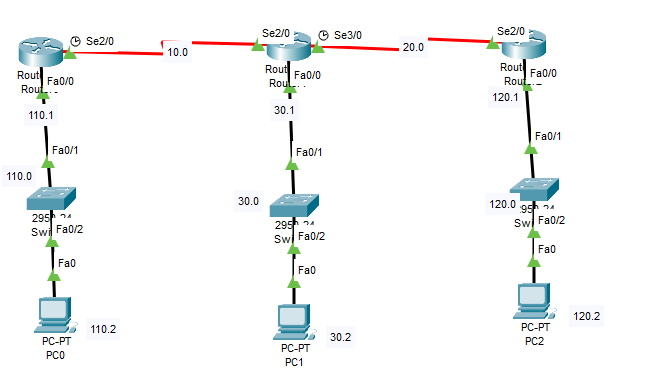 Se2/0
10.0
Se2/0
Se3/0
20.0
Se2/0
Fa0/0
Fa0/0
Fa0/0
110.1
30.1
120.1
Fa0/1
Fa0/1
Fa0/1
110.0
30.0
120.0
Fa0/2
Fa0/2
Fa0/2
Fa0
Fa0
Fa0
PC-PT
PC0
110.2
PC-PT
PC1
30.2
PC-PT
PC2
120.2